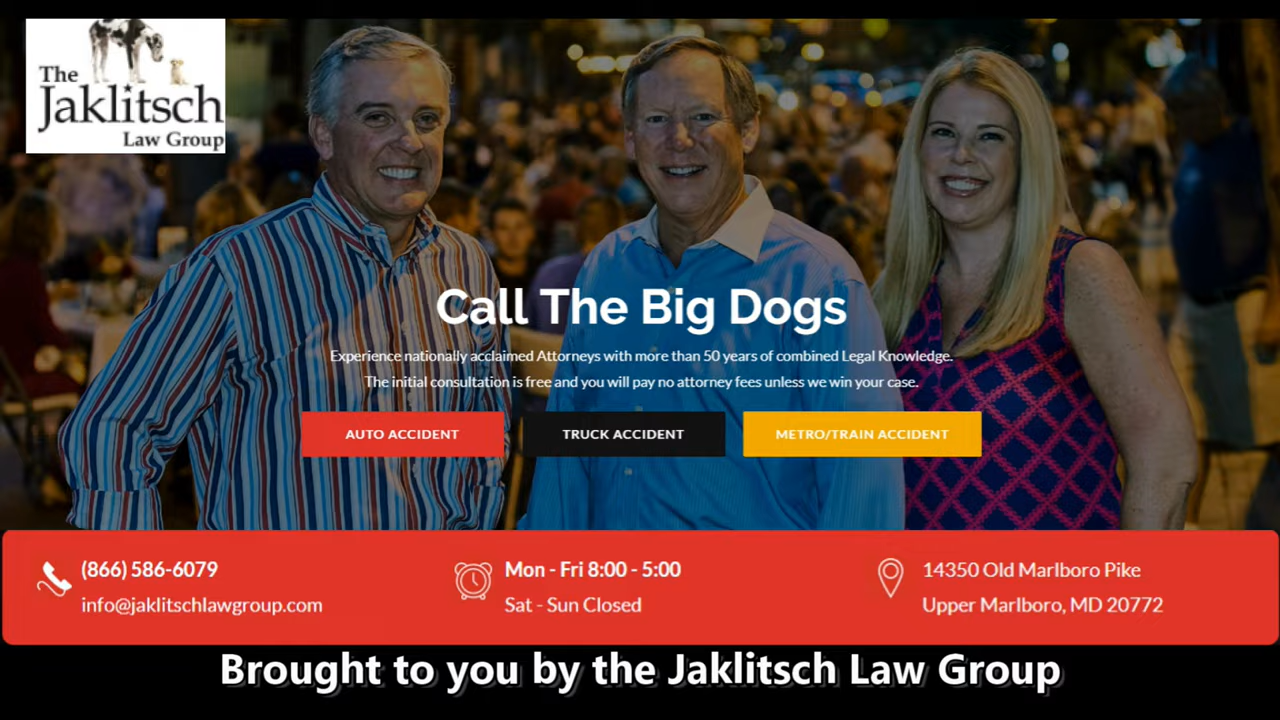 The
Jaklitsch
Law Group
Call The Big Dogs
Experience nationally acclaimed Attorneys with more than 50 years of combined Legal Knowledge.
The initial consultation is free and you will pay no attorney fees unless we win your case.
AUTO ACCIDENT
TRUCK ACCIDENT
METRO/TRAIN ACCIDENT
(866) 586-6079
info@jaklitschlawgroup.com
Mon - Fri 8:00 - 5:00
Sat - Sun Closed
14350 Old Marlboro Pike
Upper Marlboro, MD 20772
Brought to you by the Jaklitsch Law Group